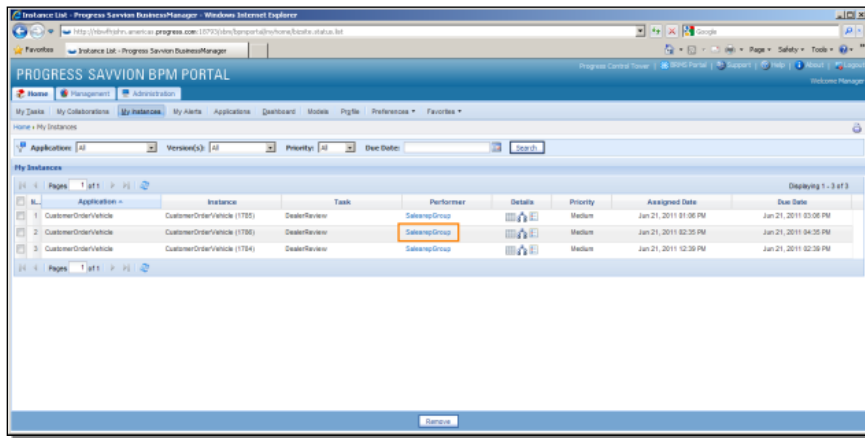 Instance List - Progress Savvion BusinessManager - Windows Internet Explorer
Google
Favorites Instance List - Progress Savvion BusinessManager Page Safety Tools
PROGRESS SAVVION BPM PORTAL Progress Control Tower | BPMS Portal | Support | Help | About | Logout
Welcome Manager
Home Management Administration
My Tasks My Collaborations My Instances My Alerts Applications Dashboard Models Profile Preferences Favorites
Home › My Instances
Application: All Version(s): All Priority: All Due Date: Search
My Instances
Pages 1 of 1 Displaying 1 - 3 of 3
Application Instance Task Performer Details Priority Assigned Date Due Date
1 CustomerOrderVehicle CustomerOrderVehicle (1785) DealerReview SalesrepGroup Medium Jun 21, 2011 01:06 PM Jun 21, 2011 03:06 PM
2 CustomerOrderVehicle CustomerOrderVehicle (1786) DealerReview SalesrepGroup Medium Jun 21, 2011 02:35 PM Jun 21, 2011 04:35 PM
3 CustomerOrderVehicle CustomerOrderVehicle (1784) DealerReview SalesrepGroup Medium Jun 21, 2011 12:39 PM Jun 21, 2011 02:39 PM
Pages 1 of 1
Remove